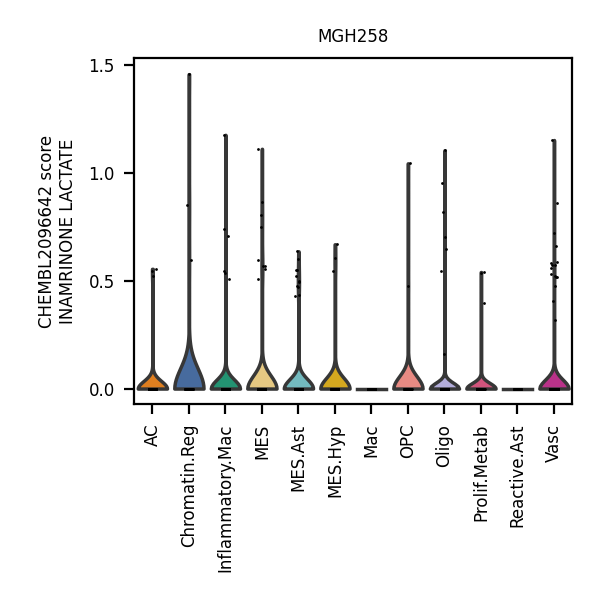 MGH258
CHEMBL2096642 score
INAMRINONE LACTATE
1.5
1.0
0.5
0.0
AC
Chromatin.Reg
Inflammatory.Mac
MES
MES.Ast
MES.Hyp
Mac
OPC
Oligo
Prolif.Metab
Reactive.Ast
Vasc